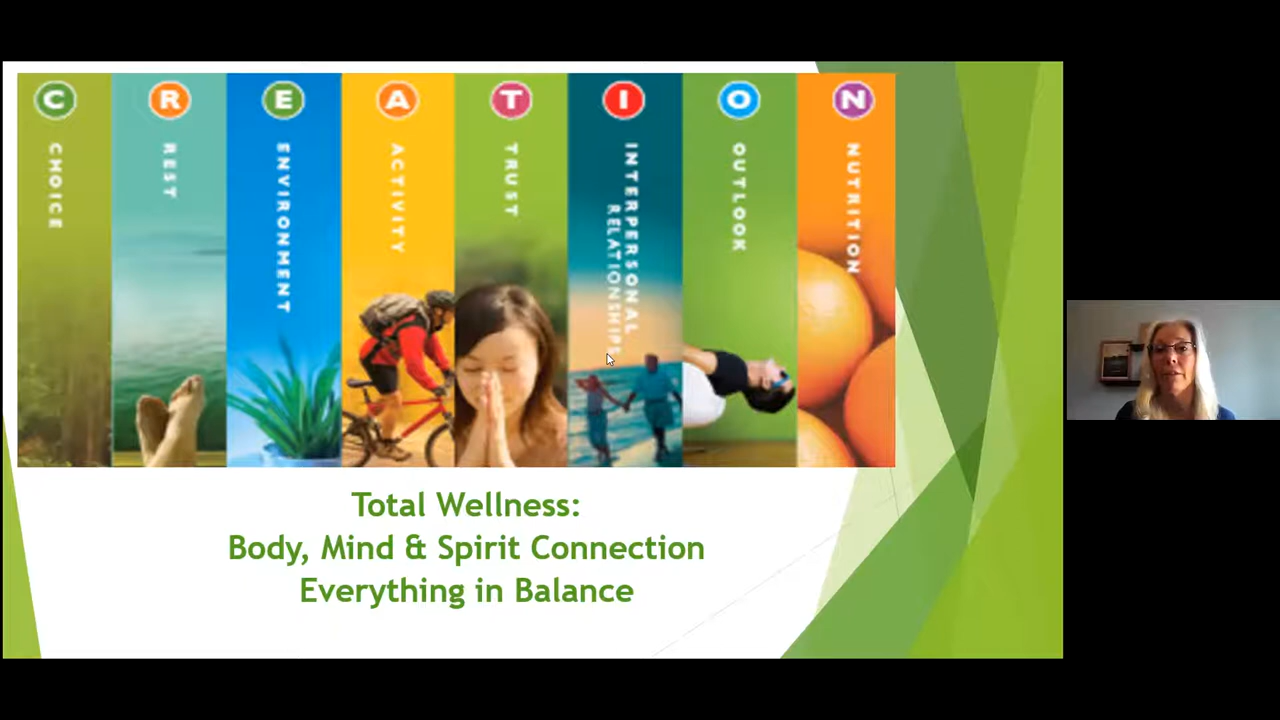 C
CHOICE
R
REST
E
ENVIRONMENT
A
ACTIVITY
T
TRUST
I
INTERPERSONAL
RELATIONSHIPS
O
OUTLOOK
N
NUTRITION
Total Wellness:
Body, Mind & Spirit Connection
Everything in Balance